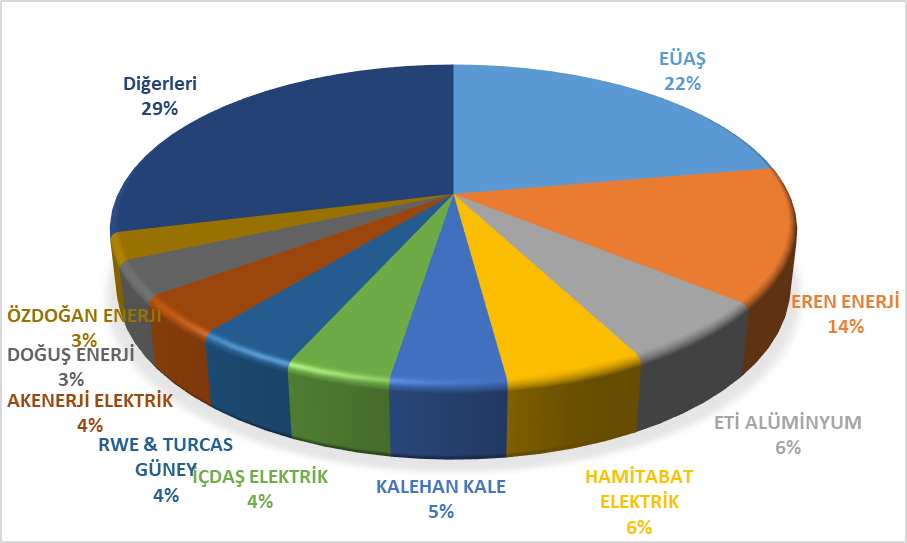 EÜAŞ
22%
EREN ENERJİ
14%
ETİ ALÜMİNYUM
6%
HAMİTABAT
ELEKTRİK
6%
KALEHAN KALE
5%
İÇDAŞ ELEKTRİK
4%
RWE & TURCAS
GÜNEY
4%
AKENERJİ ELEKTRİK
4%
DOĞUŞ ENERJİ
3%
ÖZDOĞAN ENERJİ
3%
Diğerleri
29%